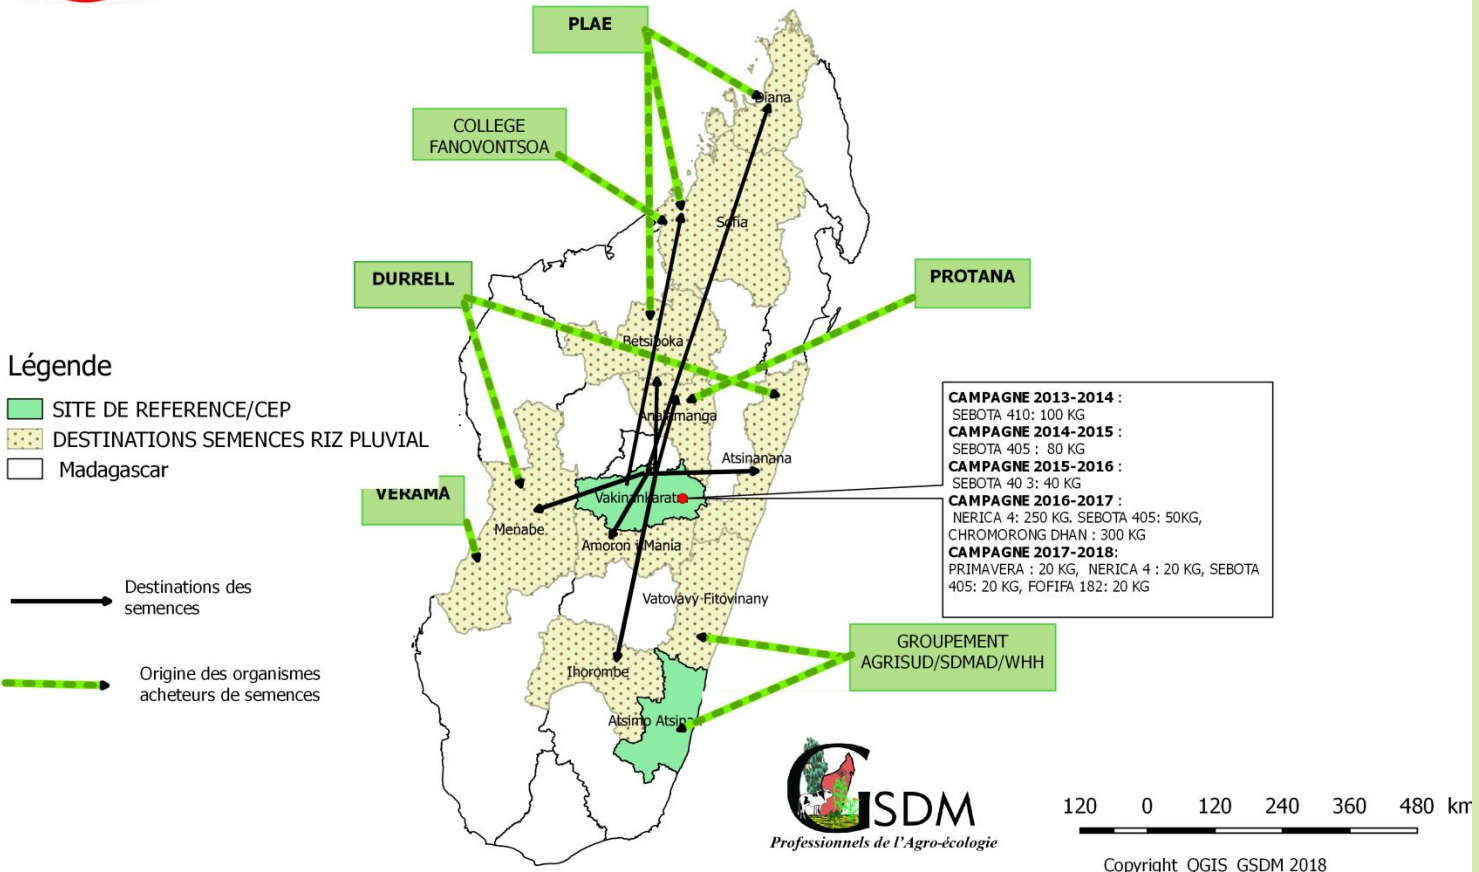 PLAE
COLLEGE
FANOVONTSOA
DURRELL
PROTANA
Légende
SITE DE REFERENCE/CEP
DESTINATIONS SEMENCES RIZ PLUVIAL
Madagascar
VERAMA
Destinations des
semences
Origine des organismes
acheteurs de semences
Diana
Sofia
Betsiboka
Analamanga
Atsinanana
Vakinankarat
Menabe
Amoron i Mania
Vatovavy Fitovinany
Ihorombe
Atsimo Atsinan
CAMPAGNE 2013-2014 :
SEBOTA 410: 100 KG
CAMPAGNE 2014-2015 :
SEBOTA 405 : 80 KG
CAMPAGNE 2015-2016 :
SEBOTA 40 3: 40 KG
CAMPAGNE 2016-2017 :
NERICA 4: 250 KG. SEBOTA 405: 50KG,
CHROMORONG DHAN : 300 KG
CAMPAGNE 2017-2018:
PRIMAVERA : 20 KG, NERICA 4 : 20 KG, SEBOTA
405: 20 KG, FOFIFA 182: 20 KG
GROUPEMENT
AGRISUD/SDMAD/WHH
GSDM
Professionnels de l'Agro-écologie
120 0 120 240 360 480 km
Copyright QGIS GSDM 2018